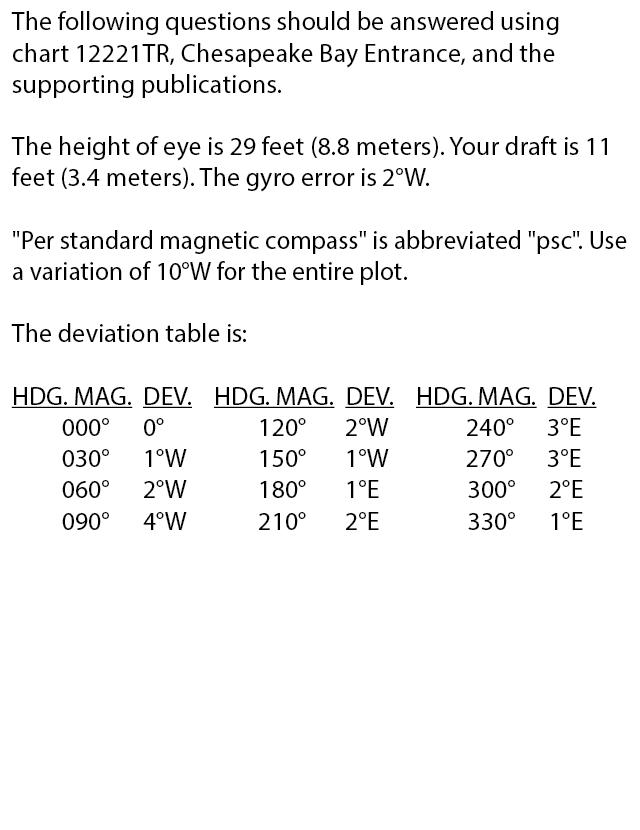 The following questions should be answered using
chart 12221TR, Chesapeake Bay Entrance, and the
supporting publications.
The height of eye is 29 feet (8.8 meters). Your draft is 11
feet (3.4 meters). The gyro error is 2°W.
"Per standard magnetic compass" is abbreviated "psc". Use
a variation of 10°W for the entire plot.
The deviation table is:
HDG. MAG. DEV. HDG. MAG. DEV. HDG. MAG. DEV.
000° 0° 120° 2°W 240° 3°E
030° 1°W 150° 1°W 270° 3°E
060° 2°W 180° 1°E 300° 2°E
090° 4°W 210° 2°E 330° 1°E